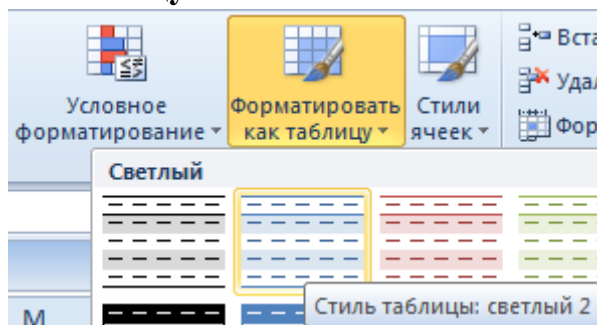 Условное форматирование
Форматировать как таблицу
Стили ячеек
Светлый
Стиль таблицы: светлый 2
M